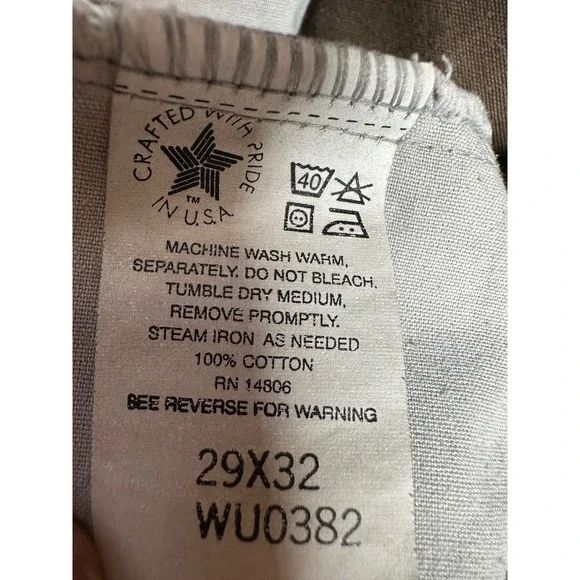 CRAFTED WITH PRIDE
IN U.S.A.
TM
40
MACHINE WASH WARM,
SEPARATELY. DO NOT BLEACH.
TUMBLE DRY MEDIUM,
REMOVE PROMPTLY.
STEAM IRON AS NEEDED
100% COTTON
RN 14806
SEE REVERSE FOR WARNING
29X32
WU0382